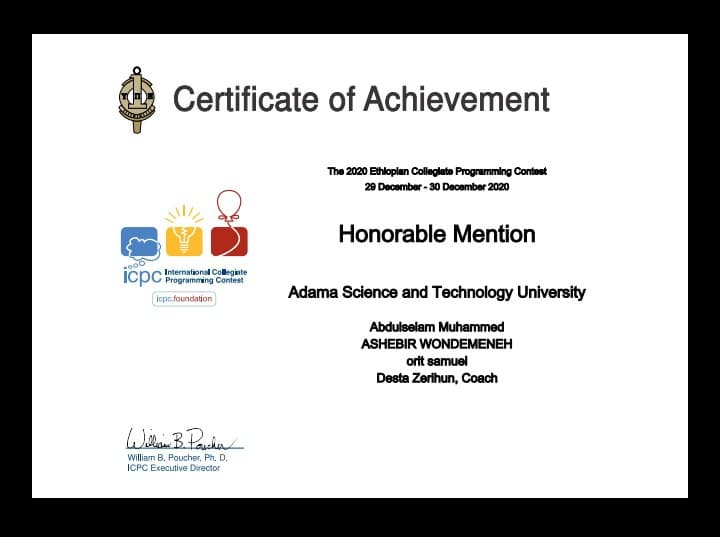 Certificate of Achievement
The 2020 Ethiopian Collegiate Programming Contest
29 December - 30 December 2020
Honorable Mention
icpc International Collegiate
Programming Contest
icpc.foundation
Adama Science and Technology University
Abdulselam Muhammed
ASHEBIR WONDEMENEH
orit samuel
Desta Zerihun, Coach
William B. Poucher
William B. Poucher, Ph. D.
ICPC Executive Director